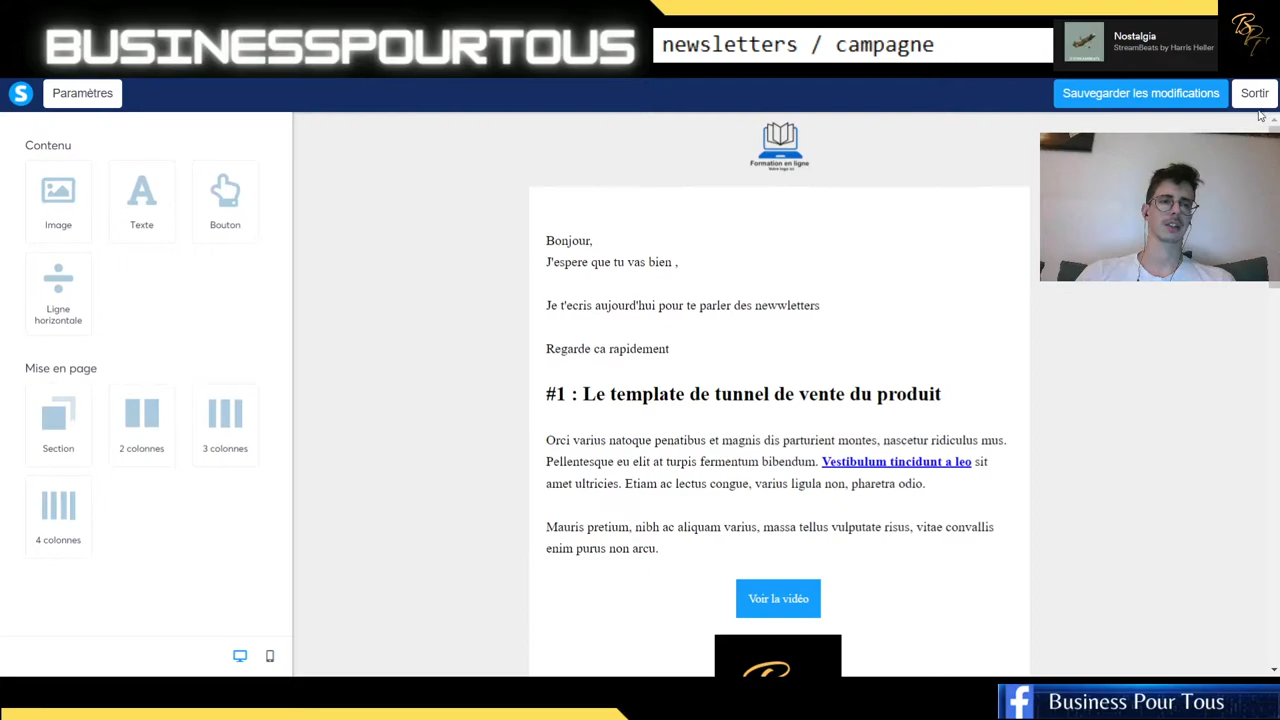 BUSINESSPOURTOUS
newsletters / campagne
Nostalgia
StreamBeats by Harris Heller
S
Paramètres
Sauvegarder les modifications
Sortir
Contenu
Image
Texte
Bouton
Ligne
horizontale
Mise en page
Section
2 colonnes
3 colonnes
4 colonnes
Formation en ligne
Votre logo ici
Bonjour,
J'espere que tu vas bien ,
Je t'ecris aujourd'hui pour te parler des newwletters
Regarde ca rapidement
#1 : Le template de tunnel de vente du produit
Orci varius natoque penatibus et magnis dis parturient montes, nascetur ridiculus mus.
Pellentesque eu elit at turpis fermentum bibendum. Vestibulum tincidunt a leo sit
amet ultricies. Etiam ac lectus congue, varius ligula non, pharetra odio.
Mauris pretium, nibh ac aliquam varius, massa tellus vulputate risus, vitae convallis
enim purus non arcu.
Voir la vidéo
Business Pour Tous